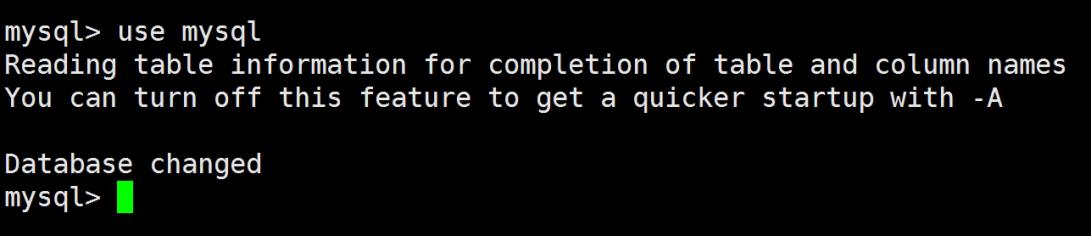 mysql> use mysql
Reading table information for completion of table and column names
You can turn off this feature to get a quicker startup with -A
Database changed
mysql>